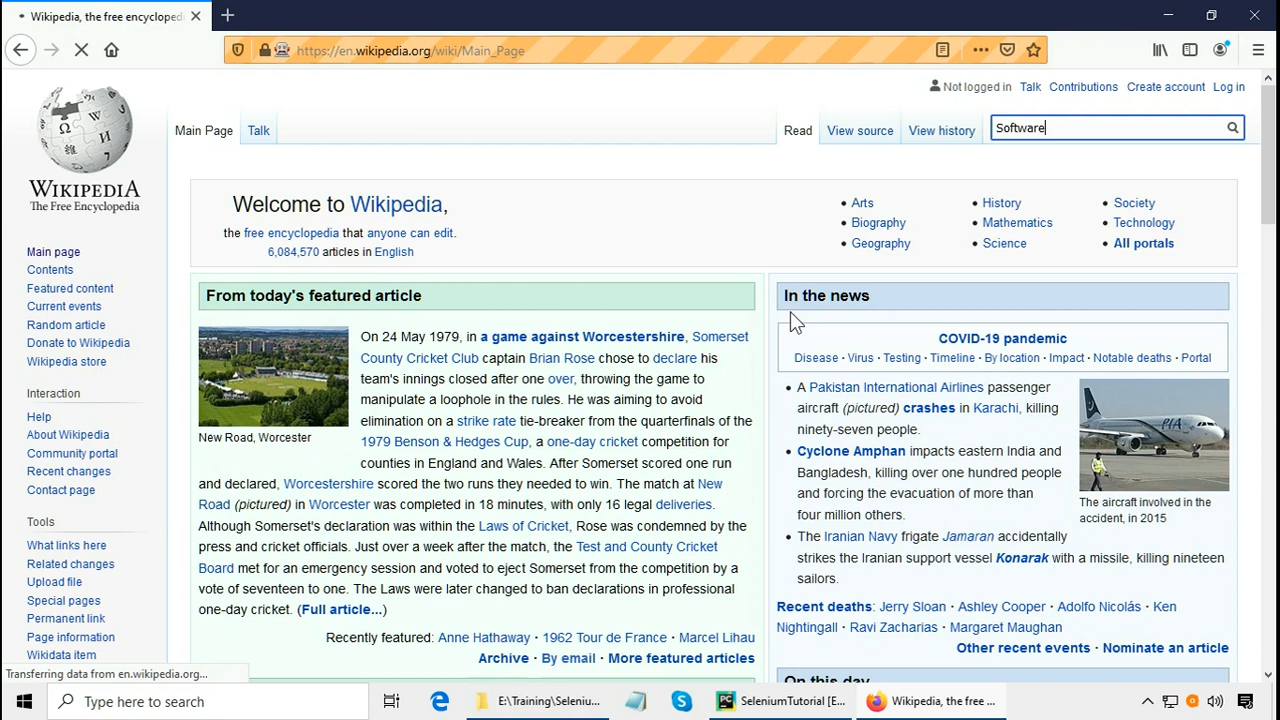 Wikipedia, the free encycloped
https://en.wikipedia.org/wiki/Main_Page
Not logged in Talk Contributions Create account Log in
Main Page Talk Read View source View history Software
WIKIPEDIA
The Free Encyclopedia
Main page
Contents
Featured content
Current events
Random article
Donate to Wikipedia
Wikipedia store
Interaction
Help
About Wikipedia
Community portal
Recent changes
Contact page
Tools
What links here
Related changes
Upload file
Special pages
Permanent link
Page information
Wikidata item
Welcome to Wikipedia,
the free encyclopedia that anyone can edit.
6,084,570 articles in English
• Arts
• Biography
• Geography
• History
• Mathematics
• Science
• Society
• Technology
• All portals
From today's featured article
On 24 May 1979, in a game against Worcestershire, Somerset
County Cricket Club captain Brian Rose chose to declare his
team's innings closed after one over, throwing the game to
manipulate a loophole in the rules. He was aiming to avoid
elimination on a strike rate tie-breaker from the quarterfinals of the
1979 Benson & Hedges Cup, a one-day cricket competition for
counties in England and Wales. After Somerset scored one run
and declared, Worcestershire scored the two runs they needed to win. The match at New
Road (pictured) in Worcester was completed in 18 minutes, with only 16 legal deliveries.
Although Somerset's declaration was within the Laws of Cricket, Rose was condemned by the
press and cricket officials. Just over a week after the match, the Test and County Cricket
Board met for an emergency session and voted to eject Somerset from the competition by a
vote of seventeen to one. The Laws were later changed to ban declarations in professional
one-day cricket. (Full article...)
New Road, Worcester
Recently featured: Anne Hathaway · 1962 Tour de France · Marcel Lihau
Archive · By email · More featured articles
In the news
COVID-19 pandemic
Disease · Virus · Testing · Timeline · By location · Impact · Notable deaths · Portal
• A Pakistan International Airlines passenger
aircraft (pictured) crashes in Karachi, killing
ninety-seven people.
• Cyclone Amphan impacts eastern India and
Bangladesh, killing over one hundred people
and forcing the evacuation of more than
four million others.
• The Iranian Navy frigate Jamaran accidentally
strikes the Iranian support vessel Konarak with a missile, killing nineteen
sailors.
PIA
The aircraft involved in the
accident, in 2015
Recent deaths: Jerry Sloan · Ashley Cooper · Adolfo Nicolás · Ken
Nightingall · Ravi Zacharias · Margaret Maughan
Other recent events · Nominate an article
On this day
Transferring data from en.wikipedia.org...
Type here to search
E:\Training\Seleniu...
SeleniumTutorial [E...
Wikipedia, the free ...